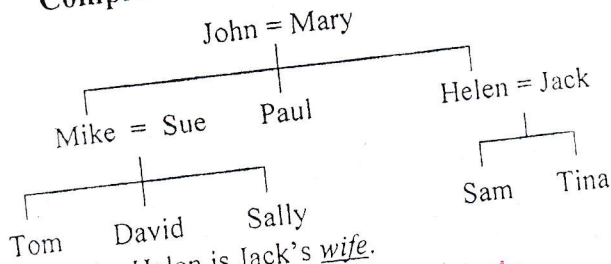 John = Mary
Mike = Sue Paul Helen = Jack
Tom David Sally Sam Tina
Helen is Jack's wife.